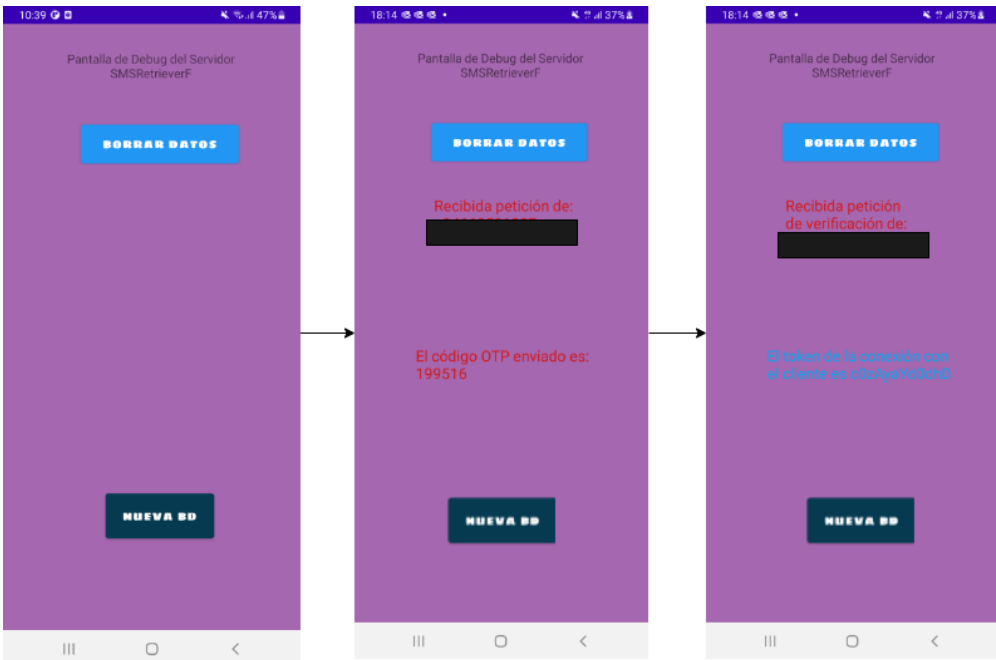 10:39
47%
Pantalla de Debug del Servidor
SMSRetrieverF
BORRAR DATOS
NUEVA BD
18:14
37%
Pantalla de Debug del Servidor
SMSRetrieverF
BORRAR DATOS
Recibida petición de:
El código OTP enviado es:
199516
NUEVA BD
18:14
37%
Pantalla de Debug del Servidor
SMSRetrieverF
BORRAR DATOS
Recibida petición
de verificación de:
El token de la conexión con
el cliente es
NUEVA BD